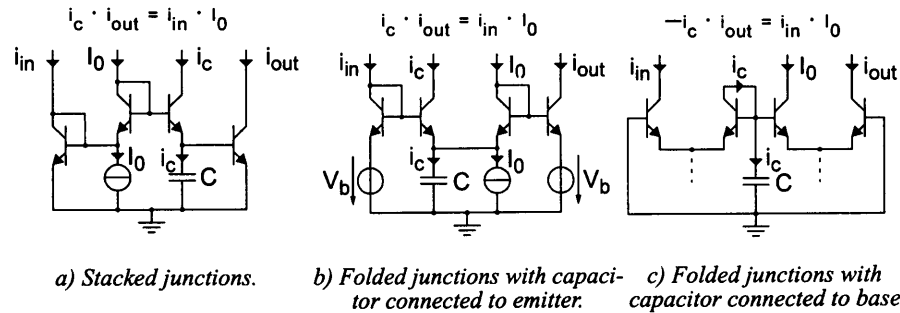 i_c · i_out = i_in · I_0
i_c · i_out = i_in · I_0
−i_c · i_out = i_in · I_0
i_in I_0 i_c i_out
i_in i_c I_0 i_out
i_in i_c I_0 i_out
I_0 i_c C
V_b i_c C I_0 V_b
i_c C
a) Stacked junctions.
b) Folded junctions with capaci-
tor connected to emitter.
c) Folded junctions with
capacitor connected to base